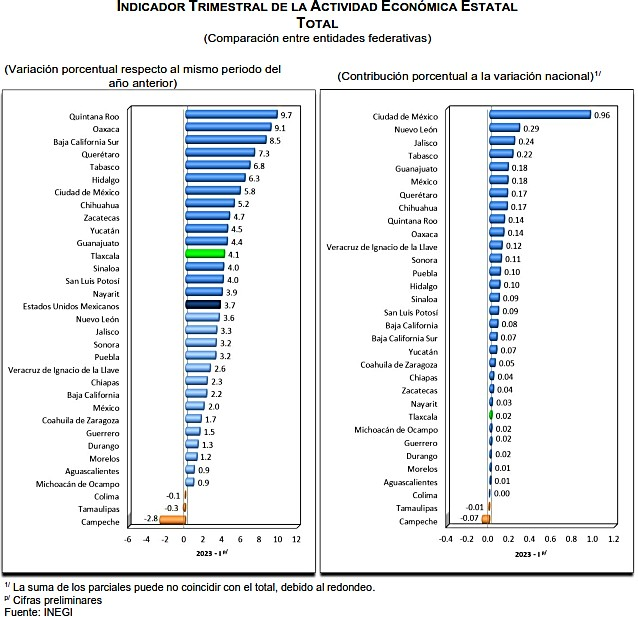 INDICADOR TRIMESTRAL DE LA ACTIVIDAD ECONÓMICA ESTATAL
TOTAL
(Comparación entre entidades federativas)
(Variación porcentual respecto al mismo periodo del
año anterior)
Quintana Roo 9.7
Oaxaca 9.1
Baja California Sur 8.5
Querétaro 7.3
Tabasco 6.8
Hidalgo 6.3
Ciudad de México 5.8
Chihuahua 5.2
Zacatecas 4.7
Yucatán 4.5
Guanajuato 4.4
Tlaxcala 4.1
Sinaloa 4.0
San Luis Potosí 4.0
Nayarit 3.9
Estados Unidos Mexicanos 3.7
Nuevo León 3.6
Jalisco 3.3
Sonora 3.2
Puebla 3.2
Veracruz de Ignacio de la Llave 2.6
Chiapas 2.3
Baja California 2.2
México 2.0
Coahuila de Zaragoza 1.7
Guerrero 1.5
Durango 1.3
Morelos 1.2
Aguascalientes 0.9
Michoacán de Ocampo 0.9
Colima -0.1
Tamaulipas -0.3
Campeche -2.8
-6 -4 -2 0 2 4 6 8 10 12
2023 - I p/
(Contribución porcentual a la variación nacional)1/
Ciudad de México 0.96
Nuevo León 0.29
Jalisco 0.24
Tabasco 0.22
Guanajuato 0.18
México 0.18
Querétaro 0.17
Chihuahua 0.17
Quintana Roo 0.14
Oaxaca 0.14
Veracruz de Ignacio de la Llave 0.12
Sonora 0.11
Puebla 0.10
Hidalgo 0.10
Sinaloa 0.09
San Luis Potosí 0.09
Baja California 0.08
Baja California Sur 0.07
Yucatán 0.07
Coahuila de Zaragoza 0.05
Chiapas 0.04
Zacatecas 0.04
Nayarit 0.03
Tlaxcala 0.02
Michoacán de Ocampo 0.02
Guerrero 0.02
Durango 0.02
Morelos 0.01
Aguascalientes 0.01
Colima 0.00
Tamaulipas -0.01
Campeche -0.07
-0.4 -0.2 0.0 0.2 0.4 0.6 0.8 1.0 1.2
2023 - I p/
1/ La suma de los parciales puede no coincidir con el total, debido al redondeo.
p/ Cifras preliminares
Fuente: INEGI